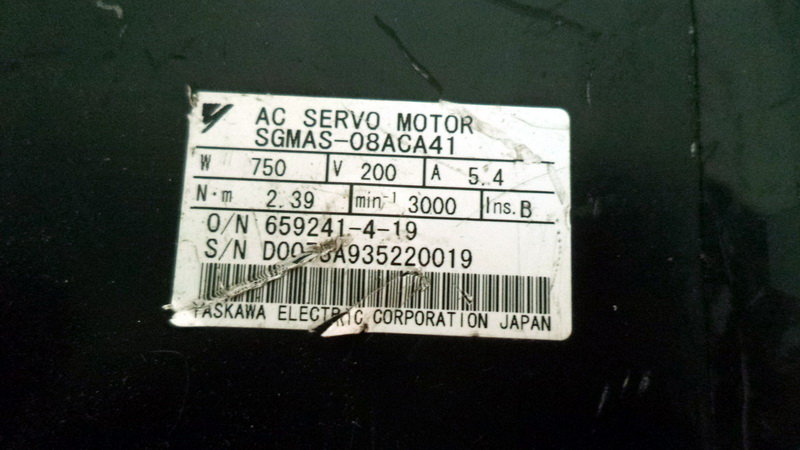 AC SERVO MOTOR
SGMAS-08ACA41
W 750 V 200 A 5.4
N·m 2.39 min⁻¹ 3000 Ins. B
O/N 659241-4-19
S/N
YASKAWA ELECTRIC CORPORATION JAPAN